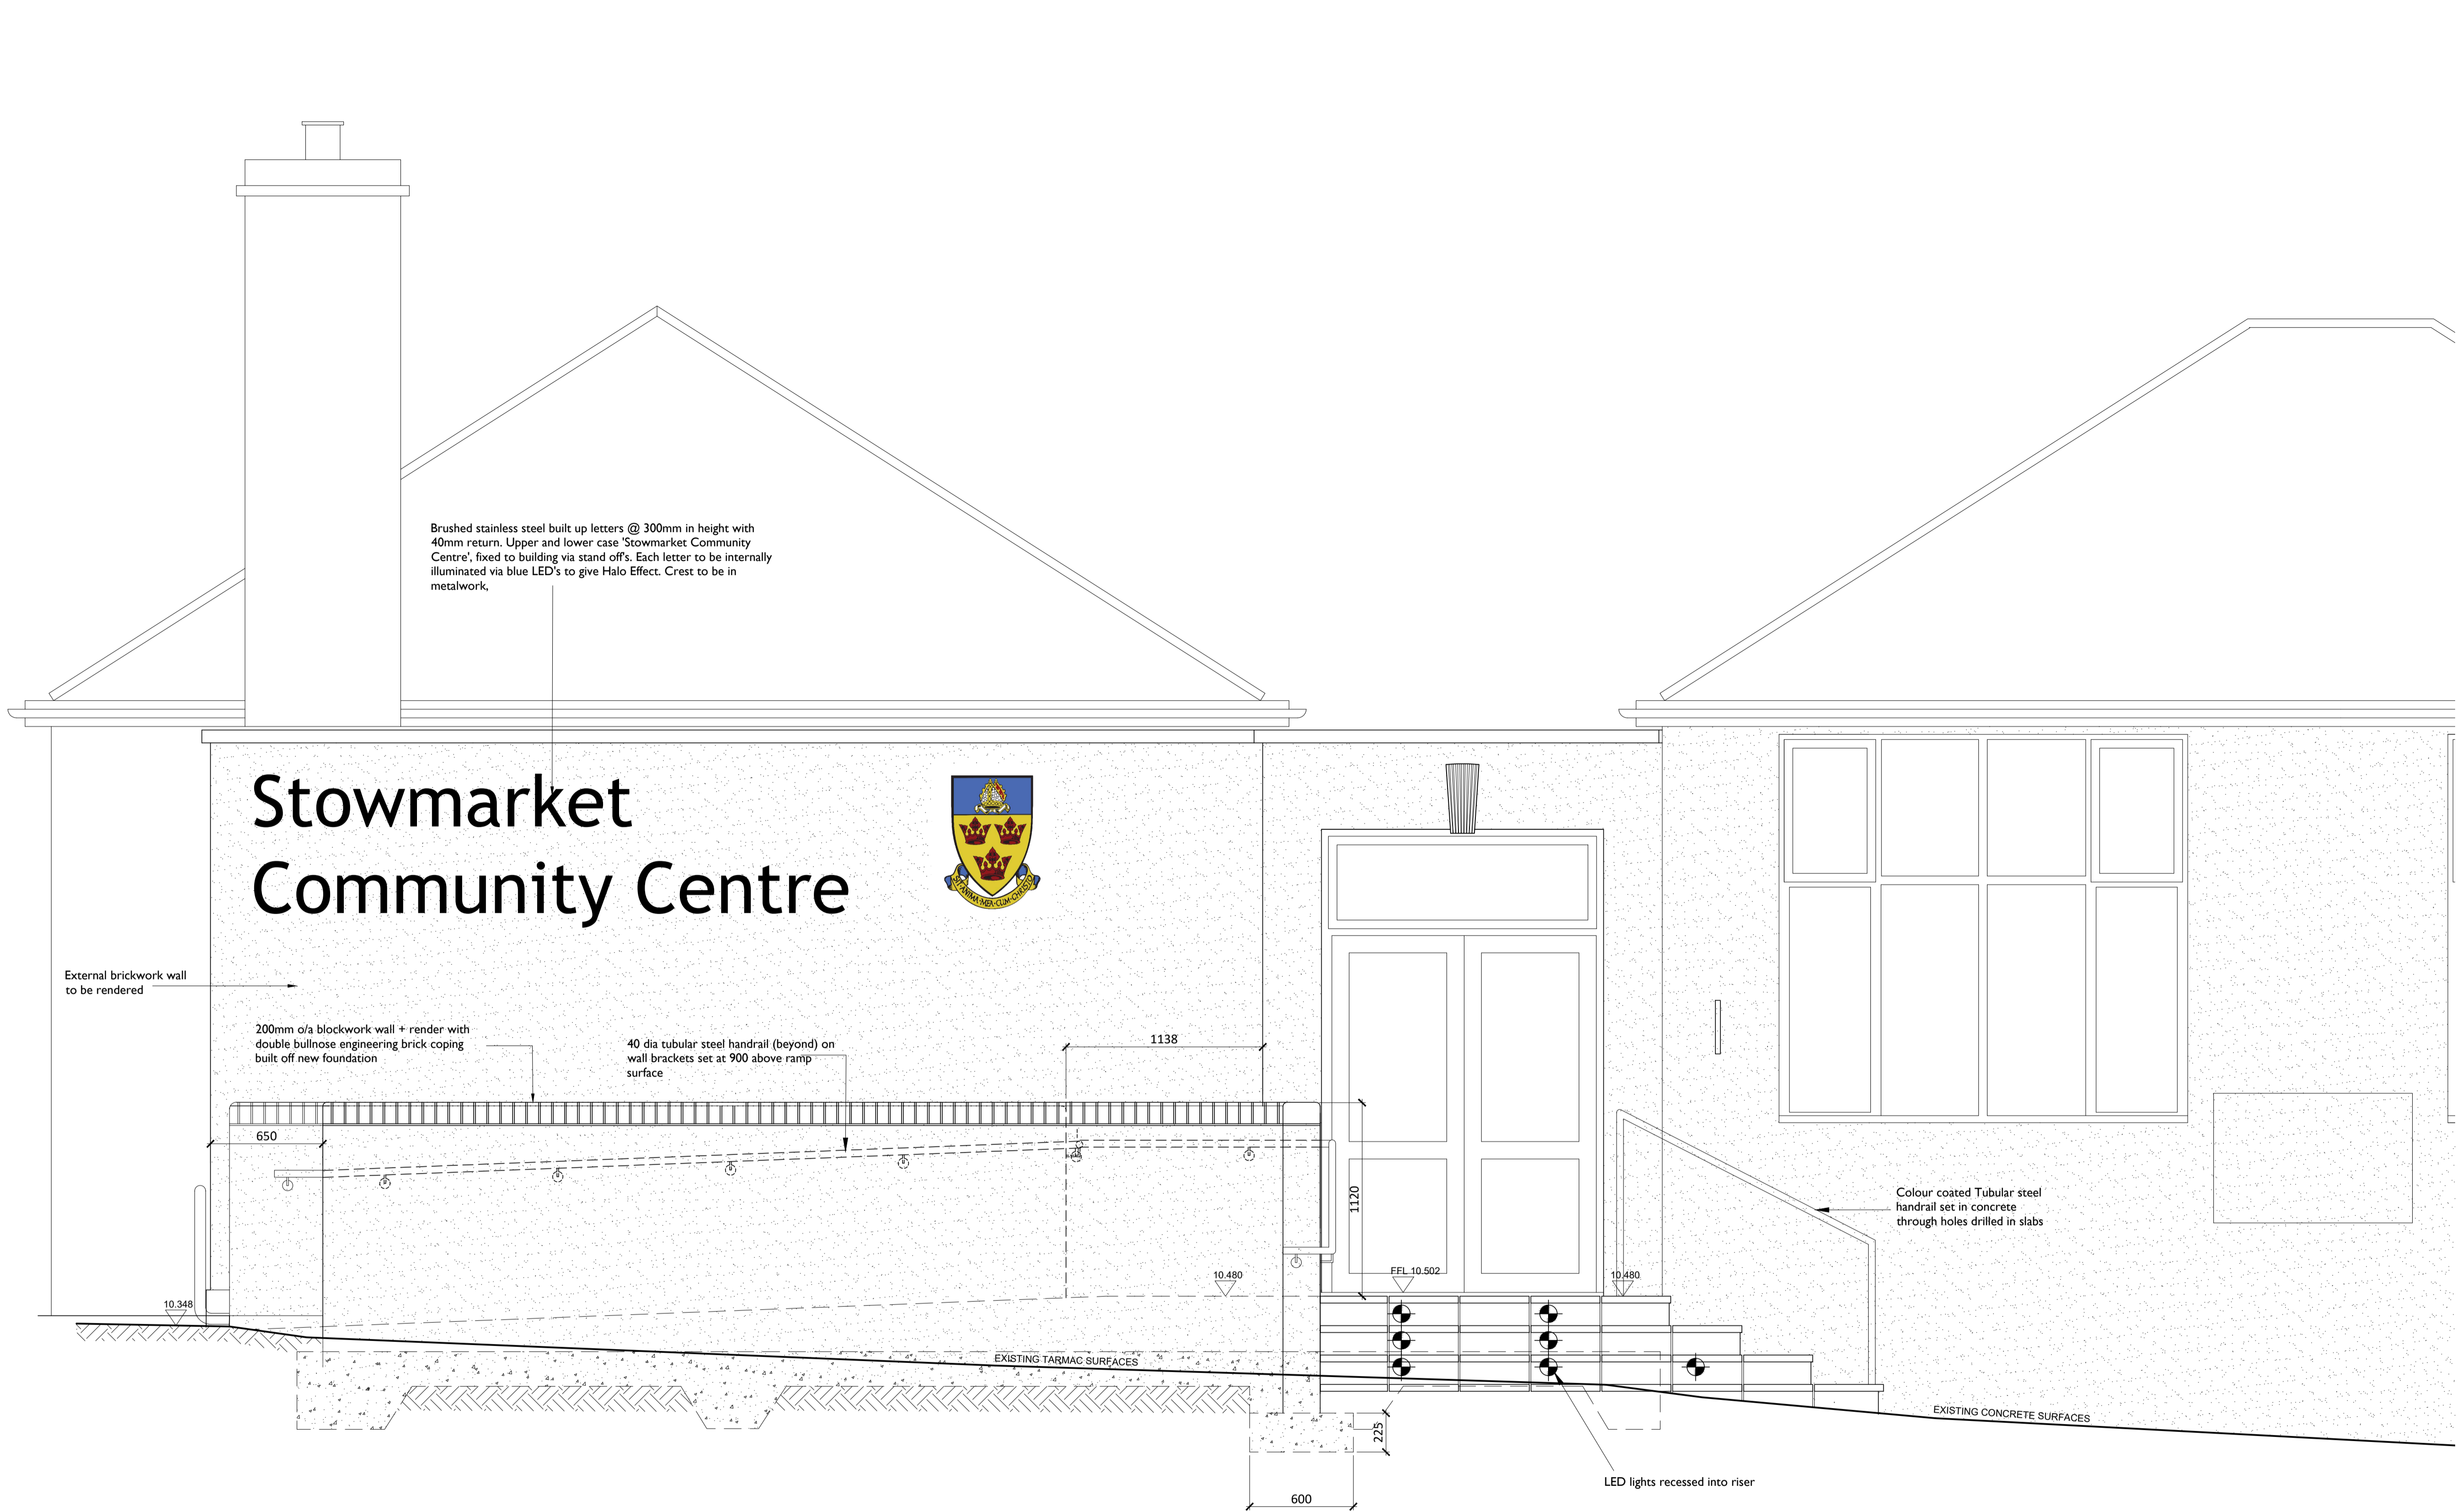 Brushed stainless steel built up letters @ 300mm in height with
40mm return. Upper and lower case 'Stowmarket Community
Centre', fixed to building via stand off's. Each letter to be internally
illuminated via blue LED's to give Halo Effect. Crest to be in
metalwork,
Stowmarket
Community Centre
SIT·ANIMA·MEA·CUM·CHRISTO
External brickwork wall
to be rendered
200mm o/a blockwork wall + render with
double bullnose engineering brick coping
built off new foundation
40 dia tubular steel handrail (beyond) on
wall brackets set at 900 above ramp
surface
1138
650
1120
Colour coated Tubular steel
handrail set in concrete
through holes drilled in slabs
10.348
10.480
FFL 10.502
10.480
EXISTING TARMAC SURFACES
EXISTING CONCRETE SURFACES
225
LED lights recessed into riser
600